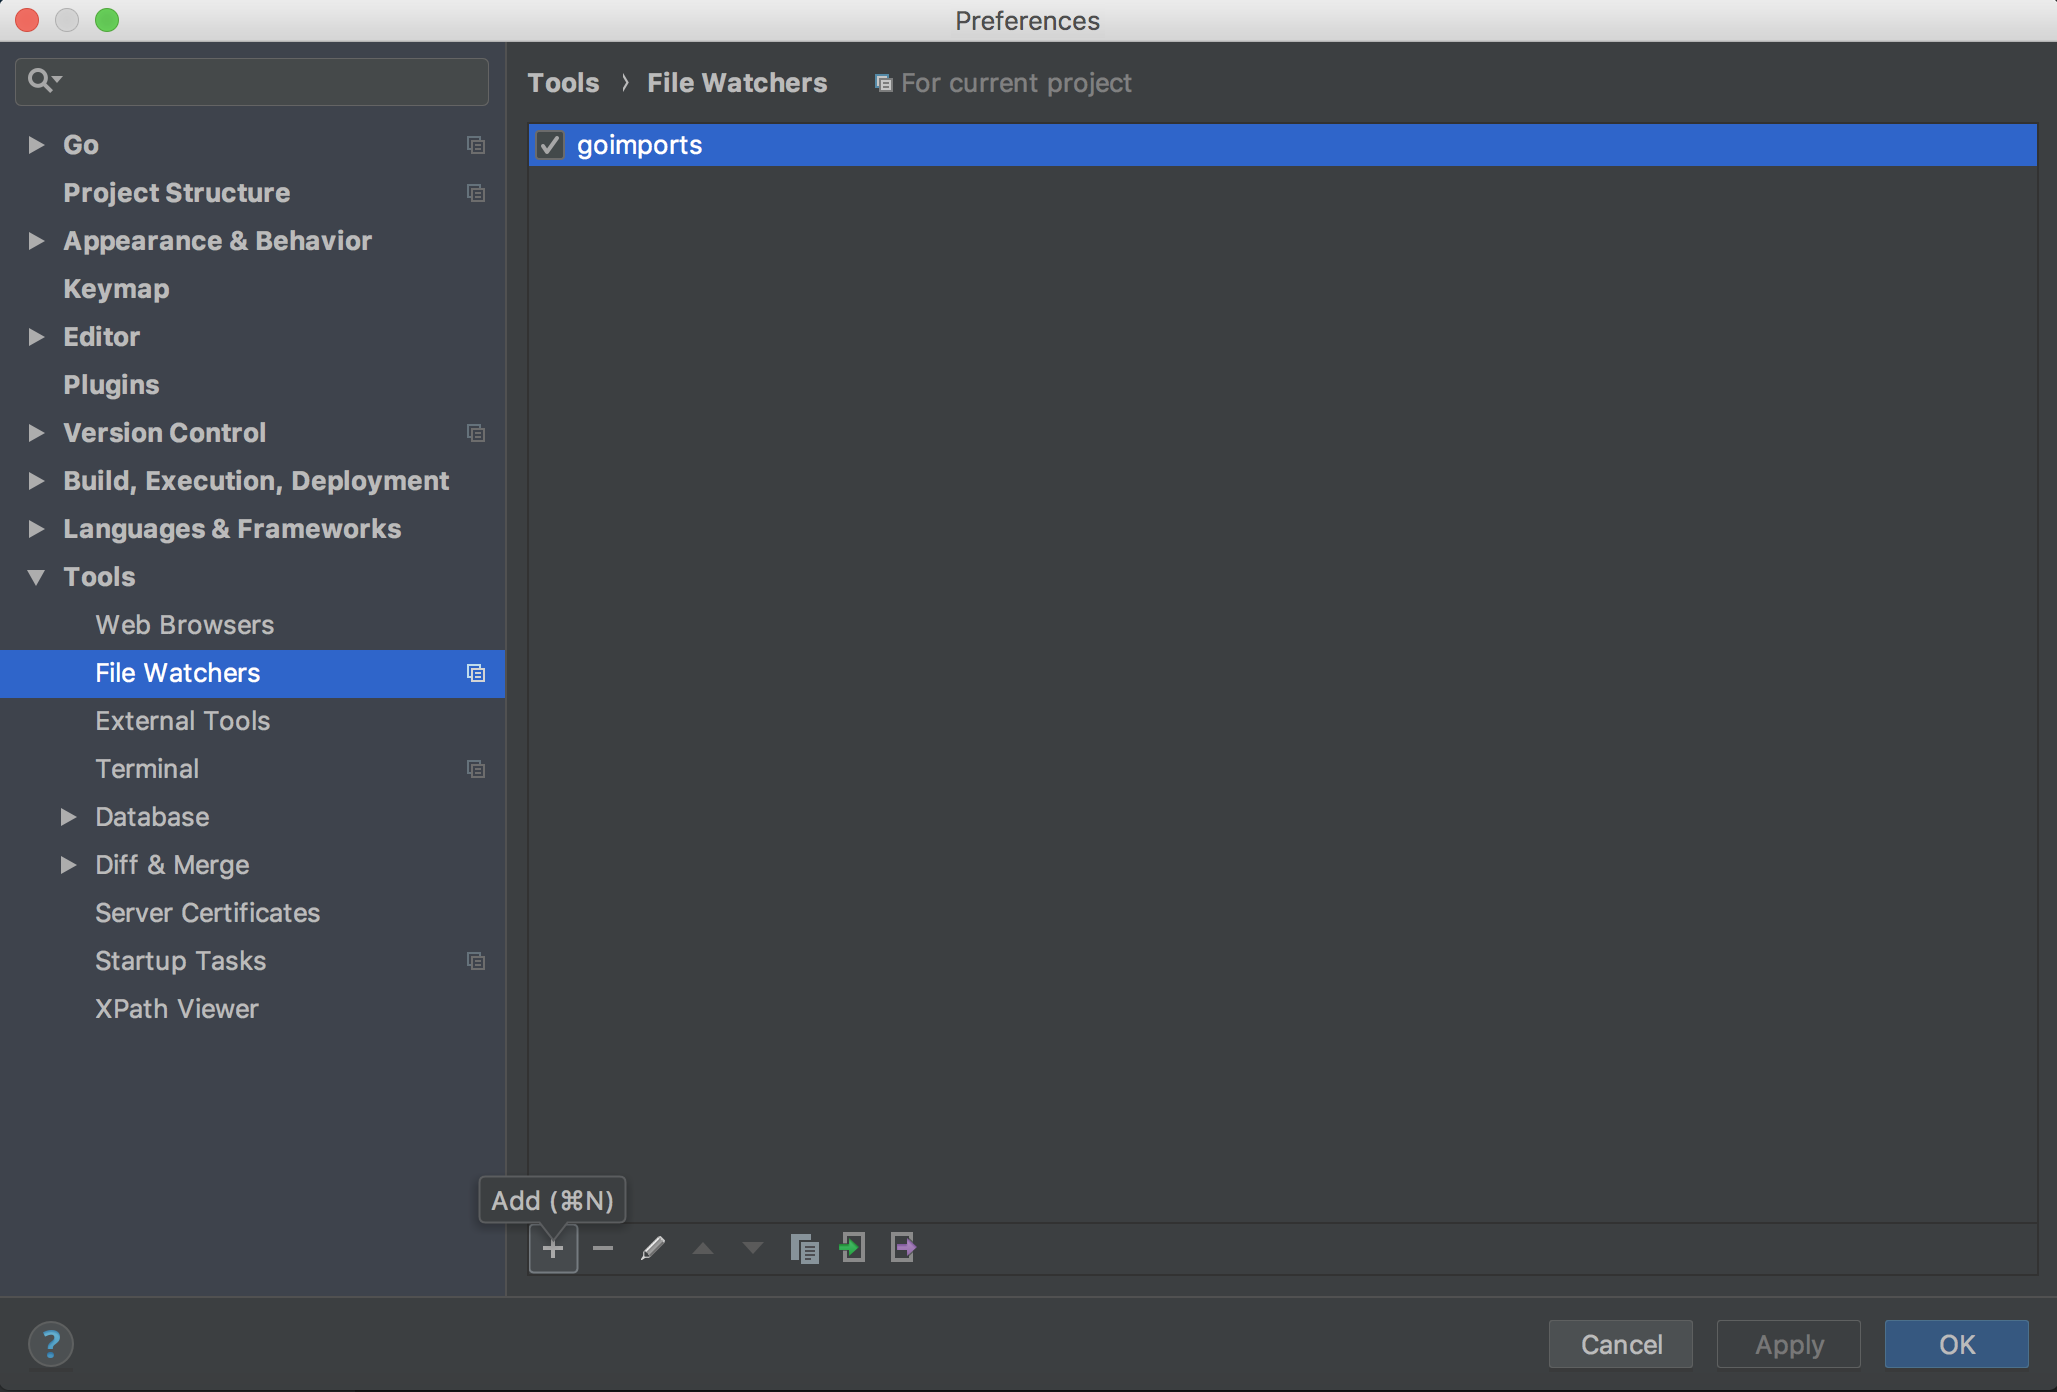 Preferences
Tools › File Watchers For current project
goimports
Go
Project Structure
Appearance & Behavior
Keymap
Editor
Plugins
Version Control
Build, Execution, Deployment
Languages & Frameworks
Tools
Web Browsers
File Watchers
External Tools
Terminal
Database
Diff & Merge
Server Certificates
Startup Tasks
XPath Viewer
Add (⌘N)
?
Cancel
Apply
OK